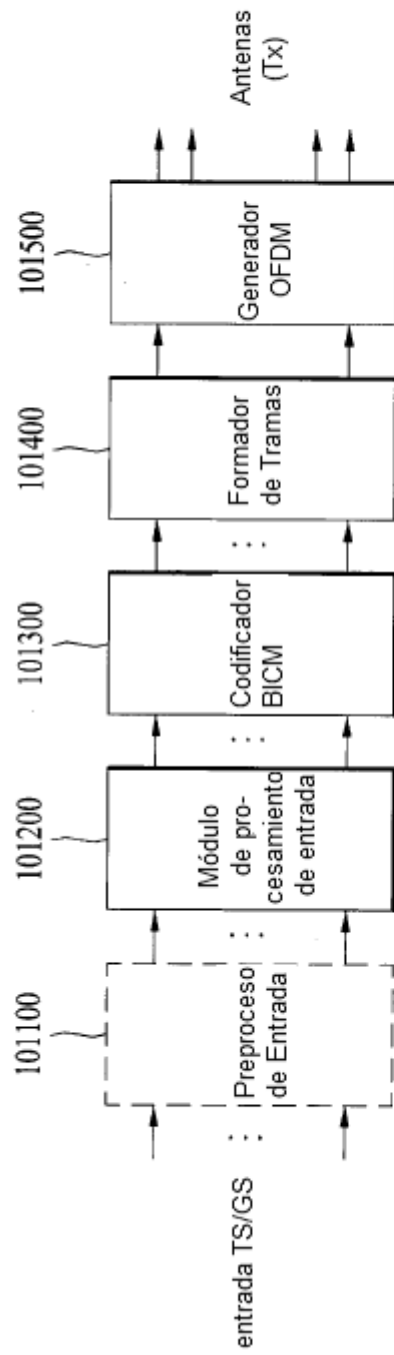 101100
101200
101300
101400
101500
entrada TS/GS
Preproceso
de Entrada
Módulo
de pro-
cesamiento
de entrada
Codificador
BICM
Formador
de Tramas
Generador
OFDM
Antenas
(Tx)